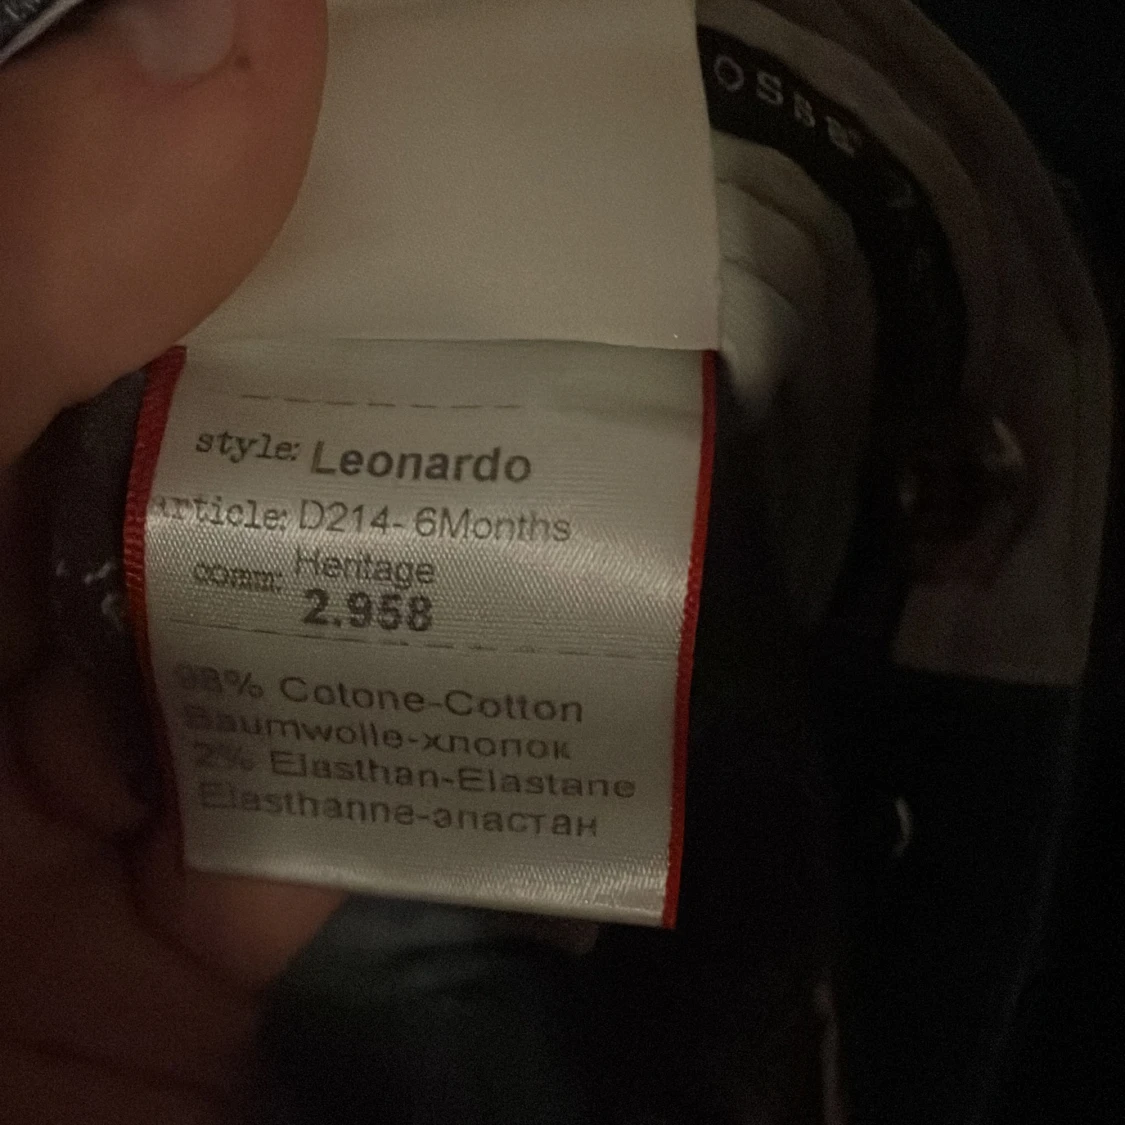 style: Leonardo
article: D214- 6Months
comm: Heritage
2.958
98% Cotone-Cotton
Baumwolle-хлопок
2% Elasthan-Elastane
Elasthanne-эластан